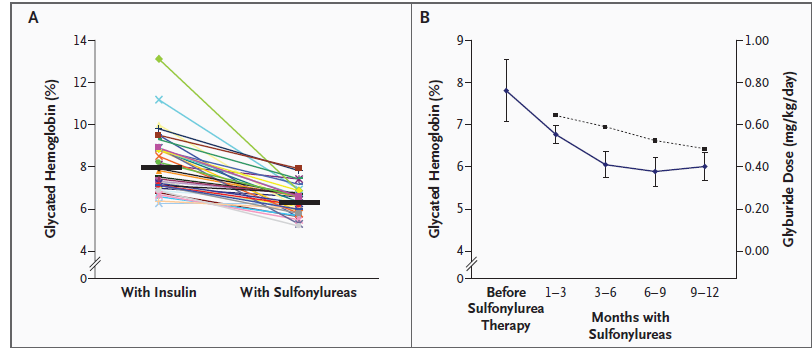 A
Glycated Hemoglobin (%)
14
12
10
8
6
4
0
With Insulin
With Sulfonylureas
B
Glycated Hemoglobin (%)
9
8
7
6
5
4
0
1.00
0.80
0.60
0.40
0.20
0.00
Glyburide Dose (mg/kg/day)
Before
Sulfonylurea
Therapy
1–3
3–6
6–9
9–12
Months with
Sulfonylureas